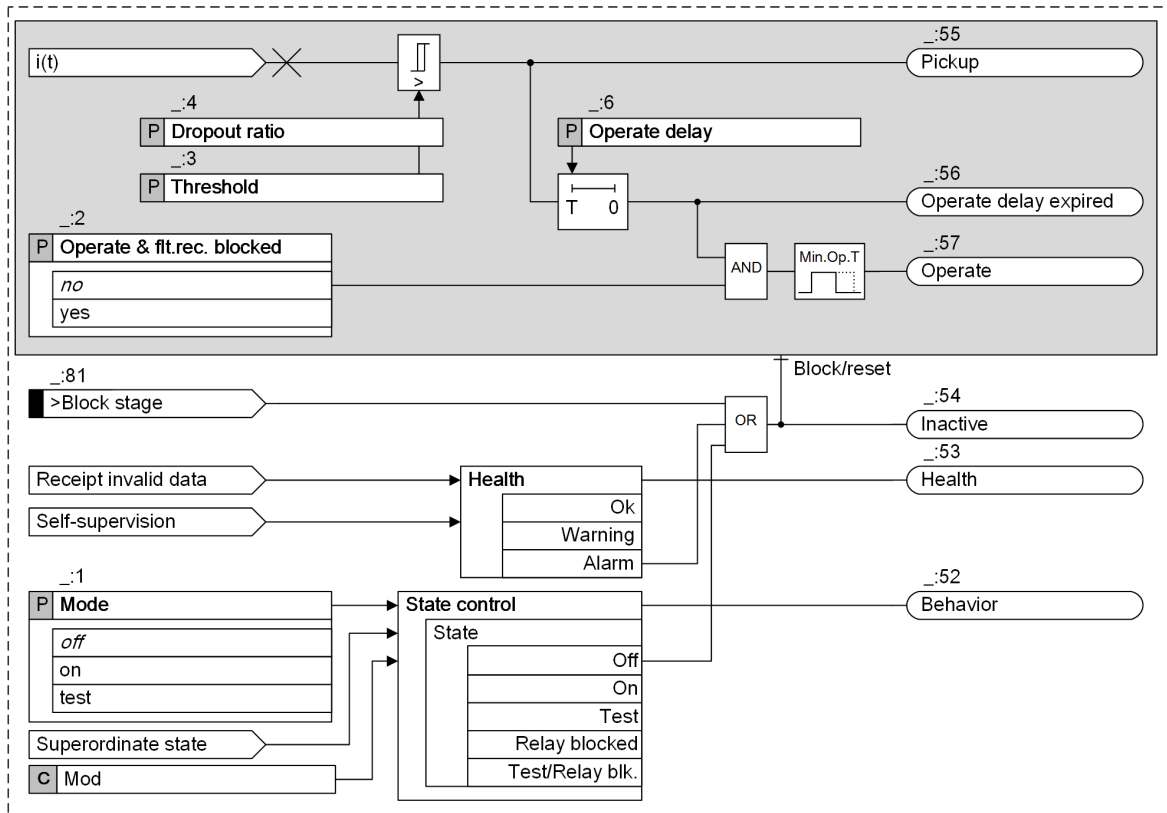 _:55
i(t)
>
Pickup
_:4
_:6
P Dropout ratio
P Operate delay
_:3
P Threshold
_:56
T 0
Operate delay expired
_:2
_:57
P Operate & flt.rec. blocked
AND
Min.Op.T
Operate
no
yes
Block/reset
_:81
>Block stage
_:54
OR
Inactive
_:53
Receipt invalid data
Health
Health
Ok
Self-supervision
Warning
Alarm
_:1
_:52
P Mode
State control
Behavior
off
State
on
Off
test
On
Test
Superordinate state
Relay blocked
C Mod
Test/Relay blk.